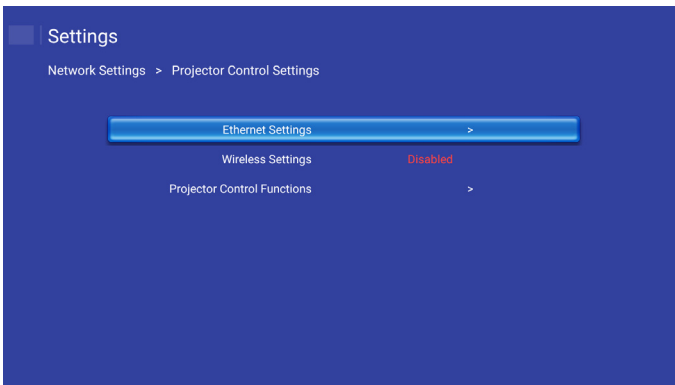 Settings
Network Settings > Projector Control Settings
Ethernet Settings >
Wireless Settings Disabled
Projector Control Functions >